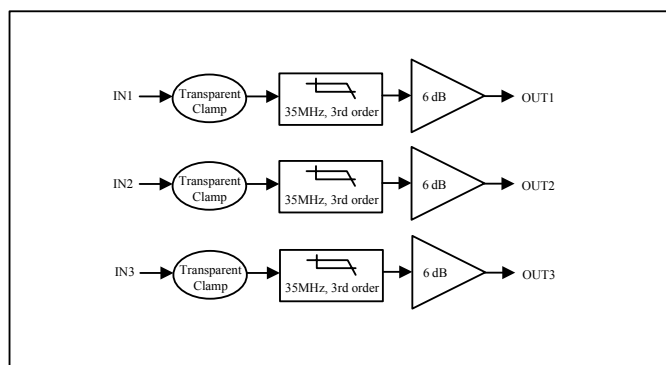 IN1
Transparent
Clamp
35MHz, 3rd order
6 dB
OUT1
IN2
Transparent
Clamp
35MHz, 3rd order
6 dB
OUT2
IN3
Transparent
Clamp
35MHz, 3rd order
6 dB
OUT3